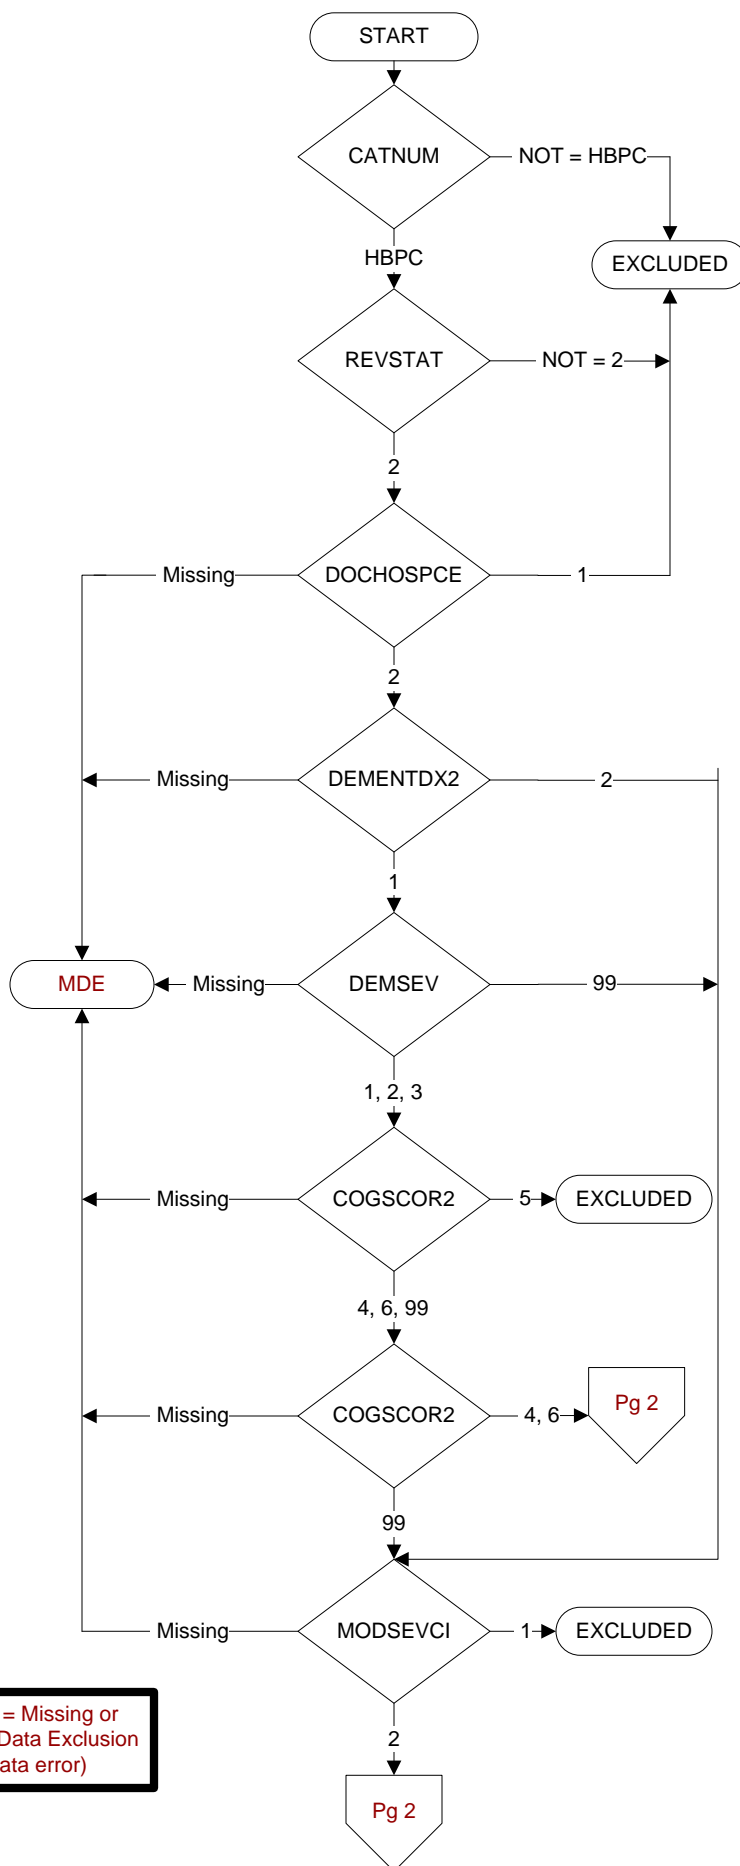 START
CATNUM
NOT = HBPC
HBPC
EXCLUDED
REVSTAT
NOT = 2
2
Missing
DOCHOSPCE
1
2
Missing
DEMENTDX2
2
1
MDE
Missing
DEMSEV
99
1, 2, 3
Missing
COGSCOR2
5
EXCLUDED
4, 6, 99
Missing
COGSCOR2
4, 6
Pg 2
99
Missing
MODSEVCI
1
EXCLUDED
= Missing or
Data Exclusion
ata error)
2
Pg 2